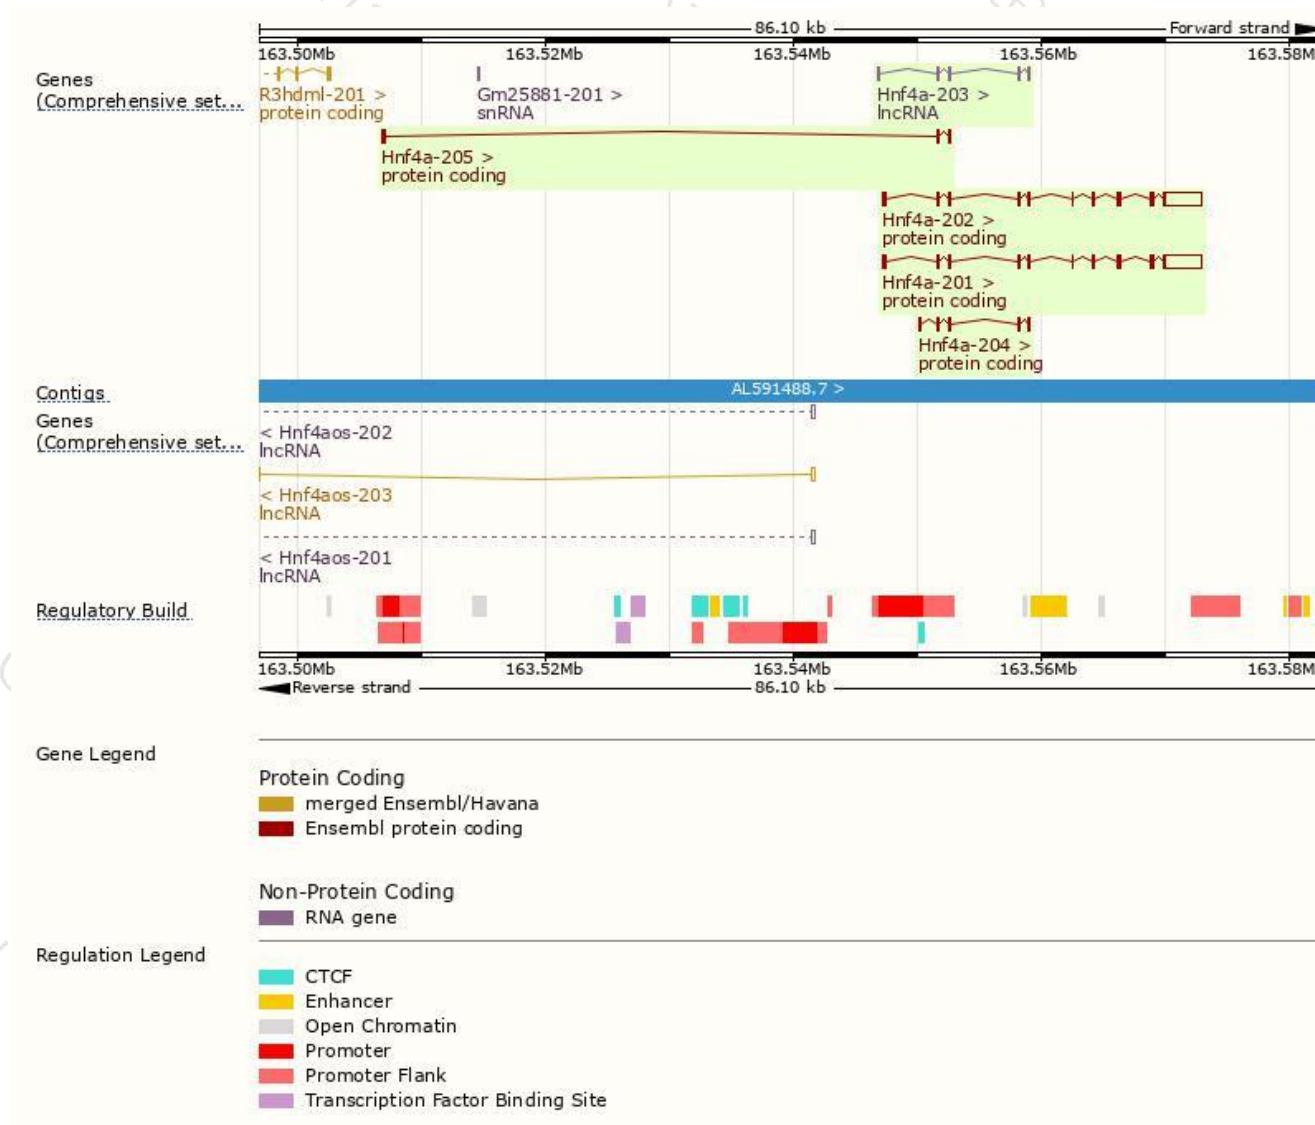 86.10 kb
Forward strand
163.50Mb 163.52Mb 163.54Mb 163.56Mb 163.58M
Genes
(Comprehensive set...
R3hdml-201 >
protein coding
Gm25881-201 >
snRNA
Hnf4a-203 >
lncRNA
Hnf4a-205 >
protein coding
Hnf4a-202 >
protein coding
Hnf4a-201 >
protein coding
Hnf4a-204 >
protein coding
Contigs
AL591488.7 >
Genes
(Comprehensive set...
< Hnf4aos-202
lncRNA
< Hnf4aos-203
lncRNA
< Hnf4aos-201
lncRNA
Regulatory Build
163.50Mb 163.52Mb 163.54Mb 163.56Mb 163.58M
Reverse strand
86.10 kb
Gene Legend
Protein Coding
merged Ensembl/Havana
Ensembl protein coding
Non-Protein Coding
RNA gene
Regulation Legend
CTCF
Enhancer
Open Chromatin
Promoter
Promoter Flank
Transcription Factor Binding Site